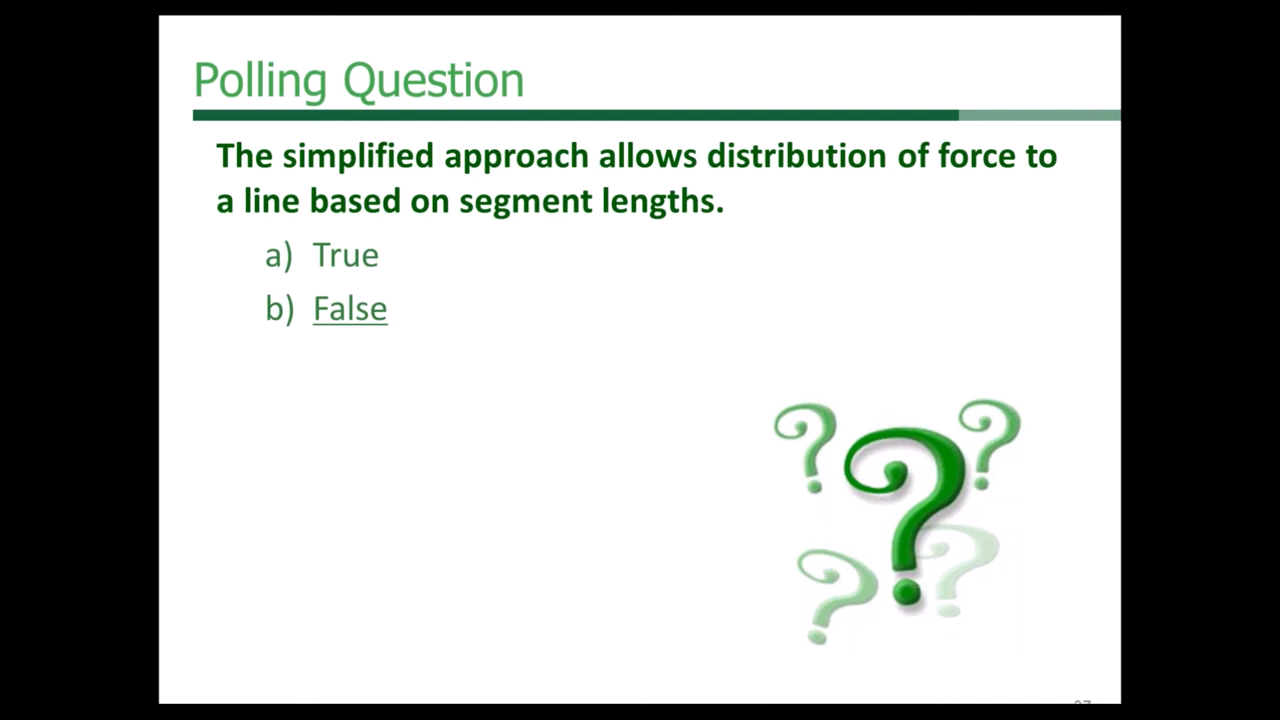 Polling Question
The simplified approach allows distribution of force to
a line based on segment lengths.
a) True
b) False